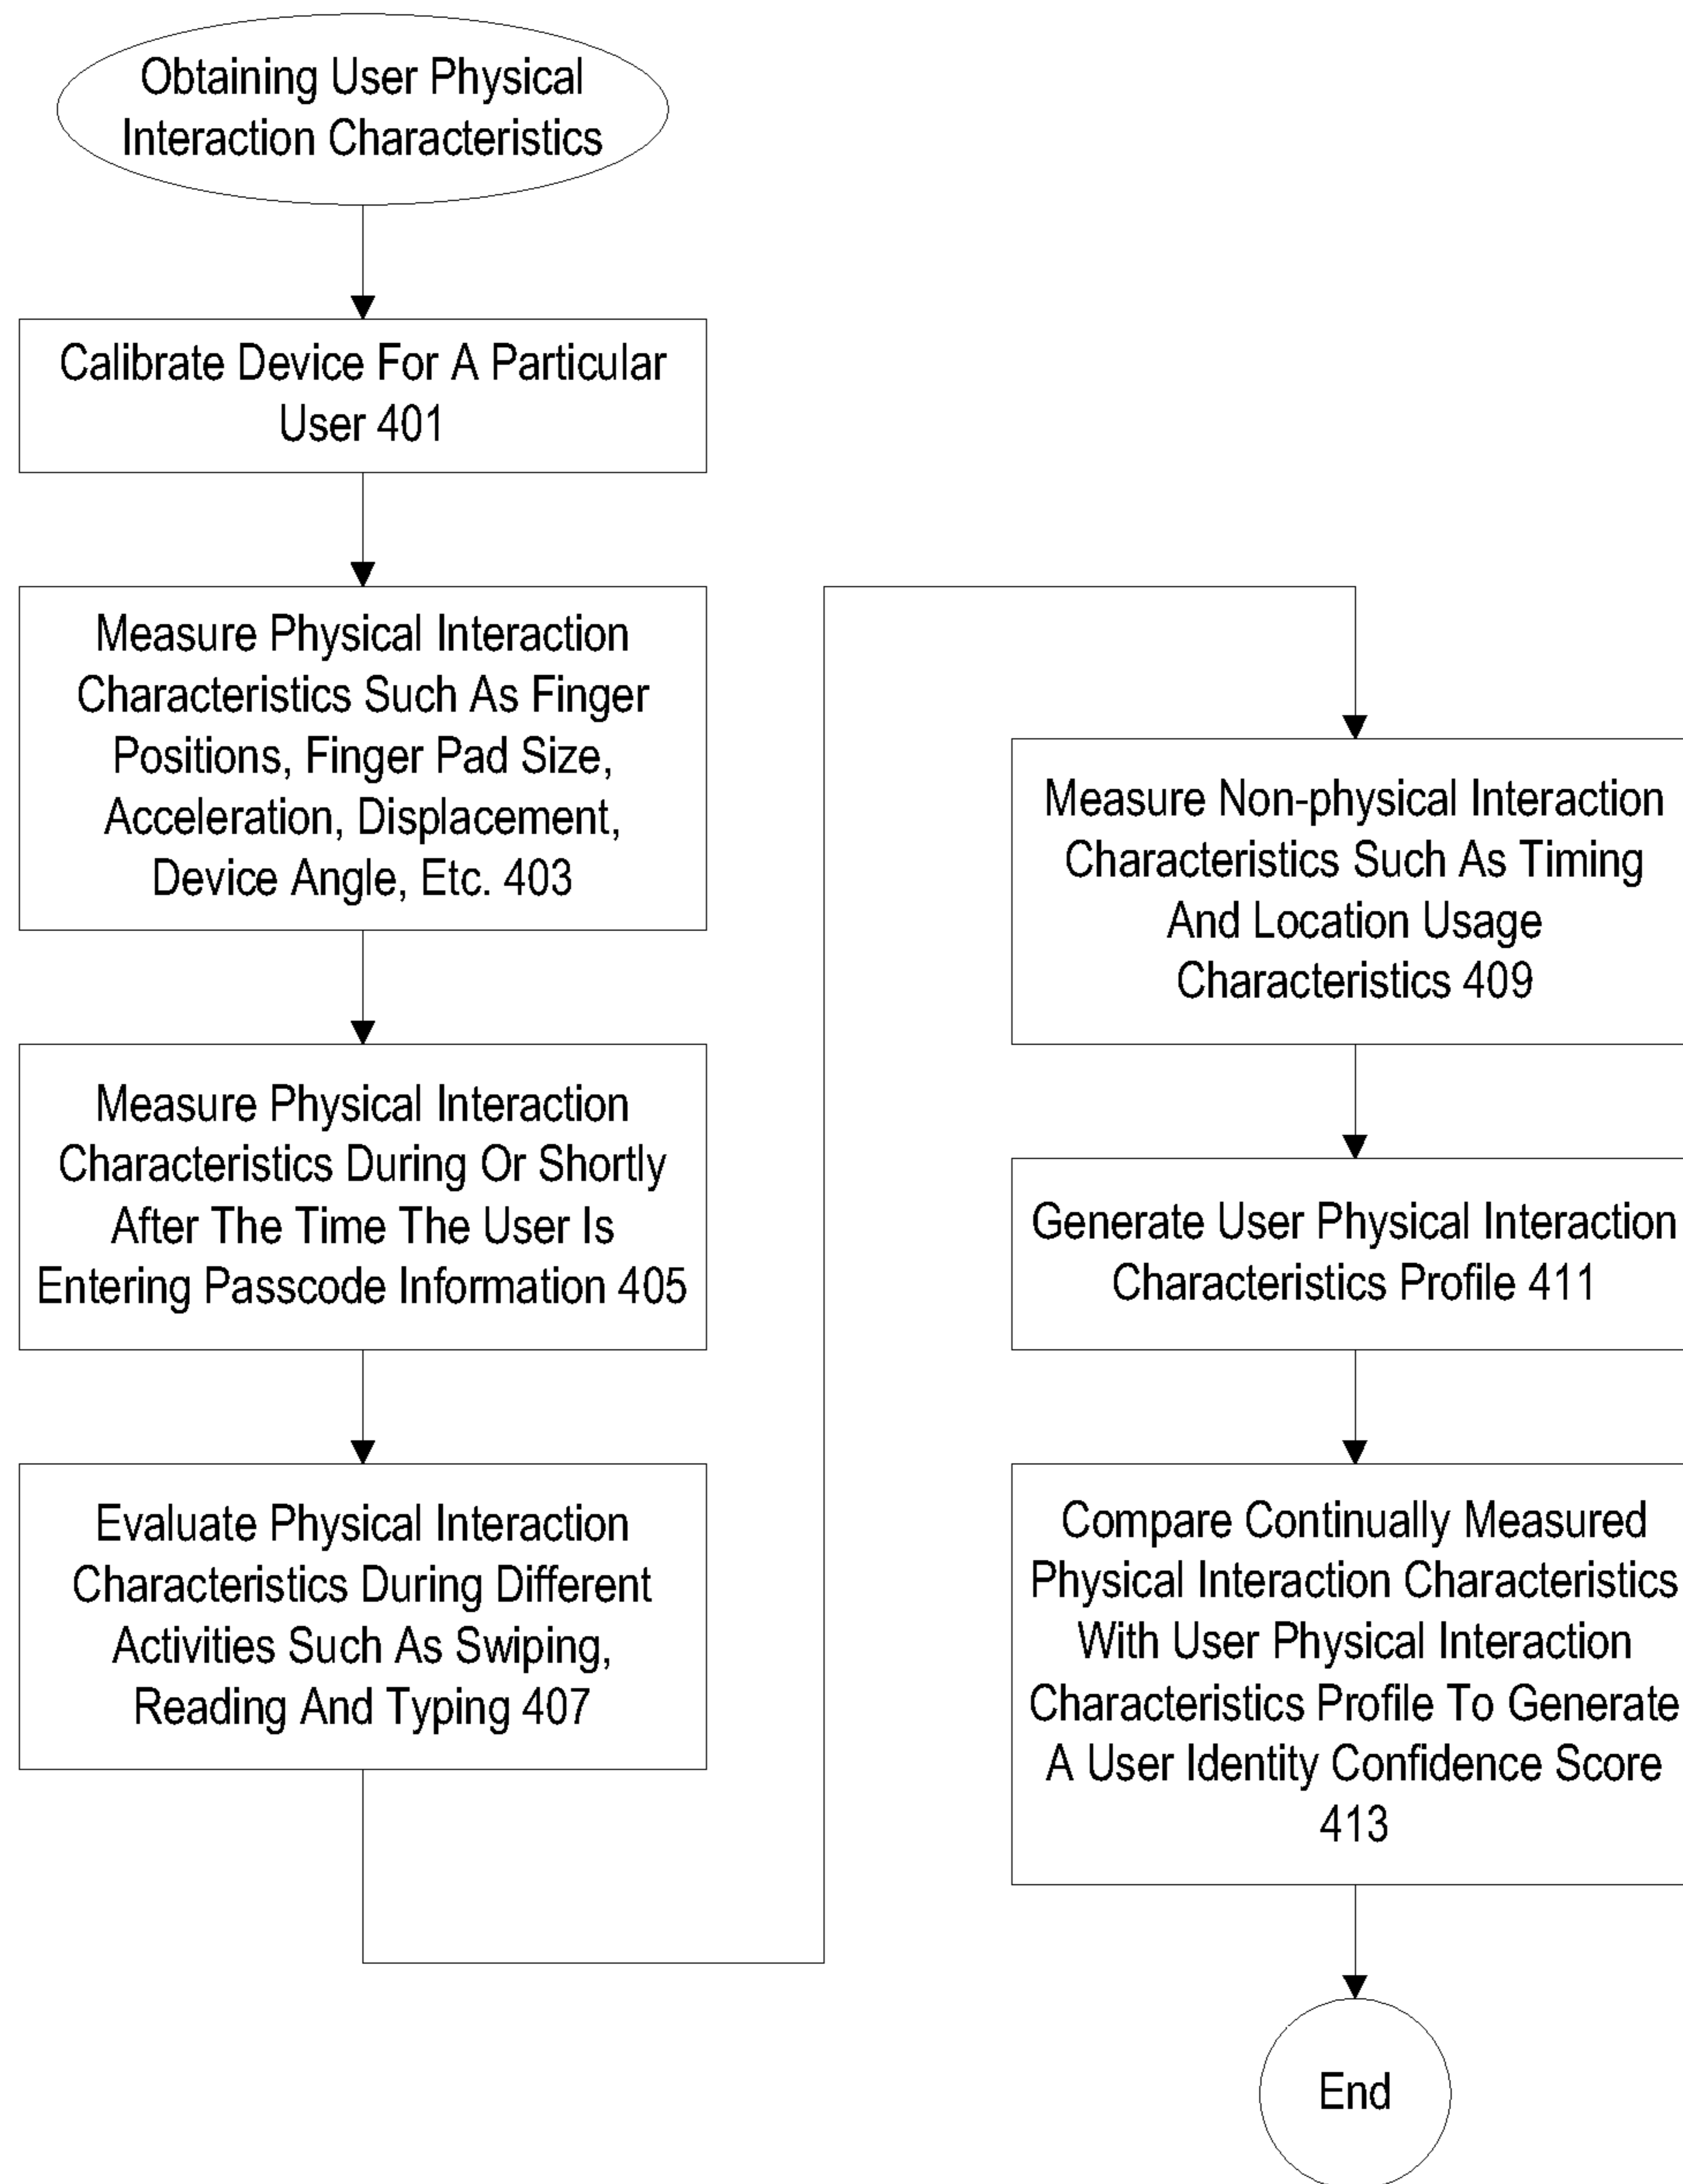 Obtaining User Physical
Interaction Characteristics
Calibrate Device For A Particular
User 401
Measure Physical Interaction
Characteristics Such As Finger
Positions, Finger Pad Size,
Acceleration, Displacement,
Device Angle, Etc. 403
Measure Physical Interaction
Characteristics During Or Shortly
After The Time The User Is
Entering Passcode Information 405
Evaluate Physical Interaction
Characteristics During Different
Activities Such As Swiping,
Reading And Typing 407
Measure Non-physical Interaction
Characteristics Such As Timing
And Location Usage
Characteristics 409
Generate User Physical Interaction
Characteristics Profile 411
Compare Continually Measured
Physical Interaction Characteristics
With User Physical Interaction
Characteristics Profile To Generate
A User Identity Confidence Score
413
End